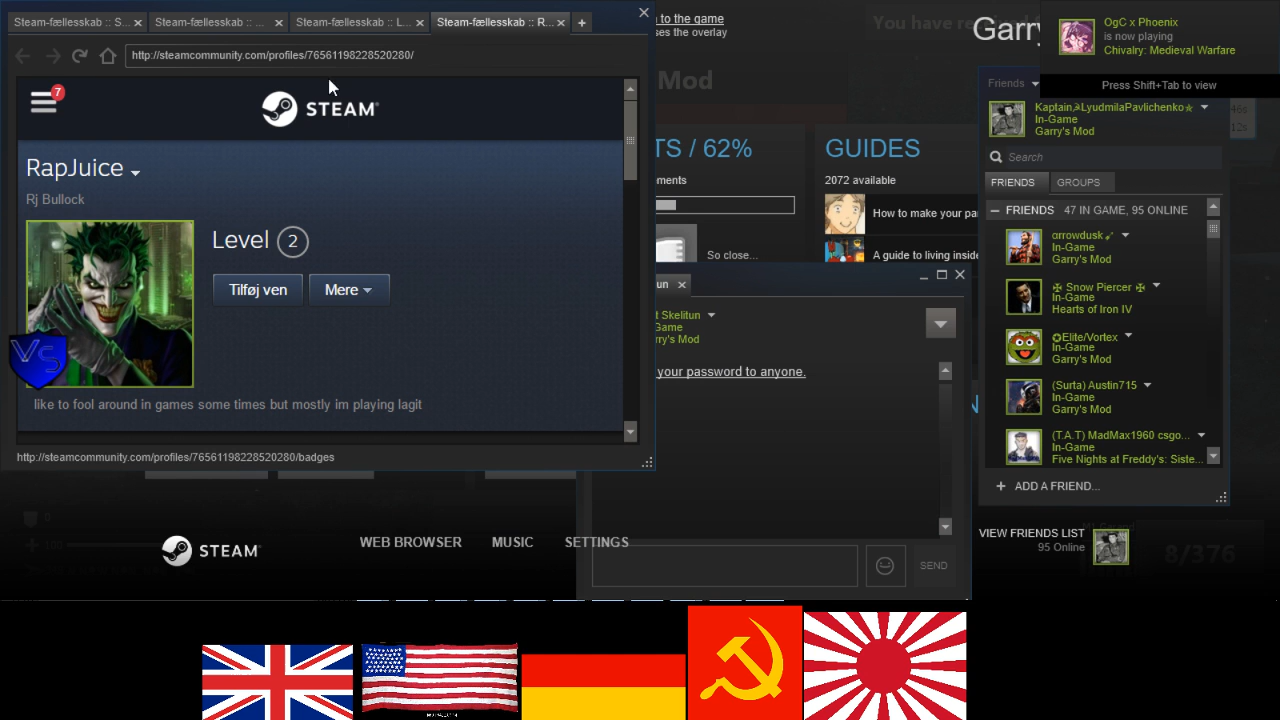 Steam-fællesskab :: S...
Steam-fællesskab :: ...
Steam-fællesskab :: L...
Steam-fællesskab :: R...
http://steamcommunity.com/profiles/76561198228520280/
7
STEAM
RapJuice
Rj Bullock
Level 2
Tilføj ven
Mere
VS
like to fool around in games some times but mostly im playing lagit
http://steamcommunity.com/profiles/76561198228520280/badges
to the game
ses the overlay
You have re
Garry
Mod
TS / 62%
ments
So close...
GUIDES
2072 available
How to make your pa
A guide to living inside
un
d Skelitun
Game
rry's Mod
your password to anyone.
SEND
OgC x Phoenix
is now playing
Chivalry: Medieval Warfare
Press Shift+Tab to view
Friends
Kaptain☭LyudmilaPavlichenko★
In-Game
Garry's Mod
46s
12s
Search
FRIENDS
GROUPS
FRIENDS 47 IN GAME, 95 ONLINE
αrrowdusk
In-Game
Garry's Mod
✠ Snow Piercer ✠
In-Game
Hearts of Iron IV
✪Elite/Vortex
In-Game
Garry's Mod
(Surta) Austin715
In-Game
Garry's Mod
(T.A.T) MadMax1960 csgo...
In-Game
Five Nights at Freddy's: Siste...
+ ADD A FRIEND...
VIEW FRIENDS LIST
95 Online
8/376
STEAM
WEB BROWSER
MUSIC
SETTINGS